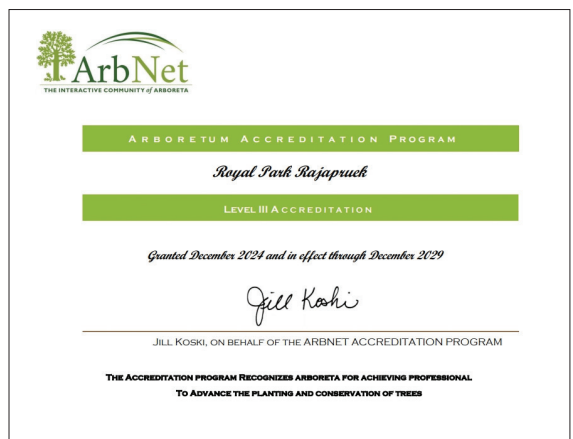 ArbNet
THE INTERACTIVE COMMUNITY of ARBORETA
ARBORETUM ACCREDITATION PROGRAM
Royal Park Rajapruek
LEVEL III ACCREDITATION
Granted December 2024 and in effect through December 2029
Jill Koski
JILL KOSKI, ON BEHALF OF THE ARBNET ACCREDITATION PROGRAM
THE ACCREDITATION PROGRAM RECOGNIZES ARBORETA FOR ACHIEVING PROFESSIONAL
TO ADVANCE THE PLANTING AND CONSERVATION OF TREES